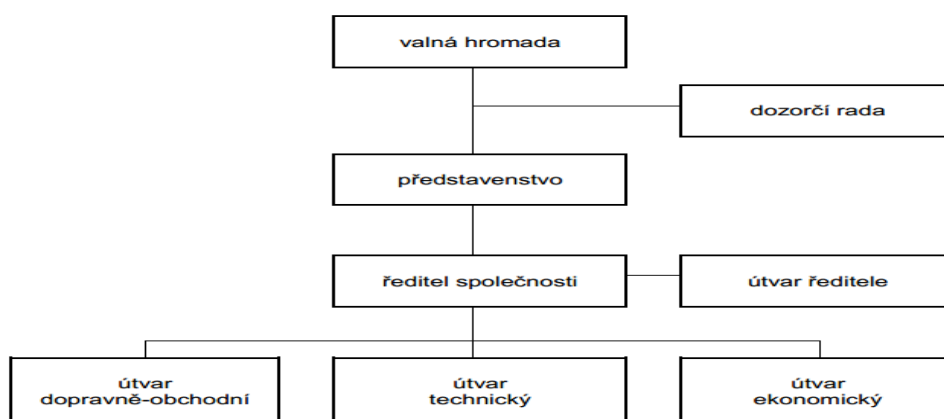 valná hromada
dozorčí rada
představenstvo
ředitel společnosti
útvar ředitele
útvar
dopravně-obchodní
útvar
technický
útvar
ekonomický